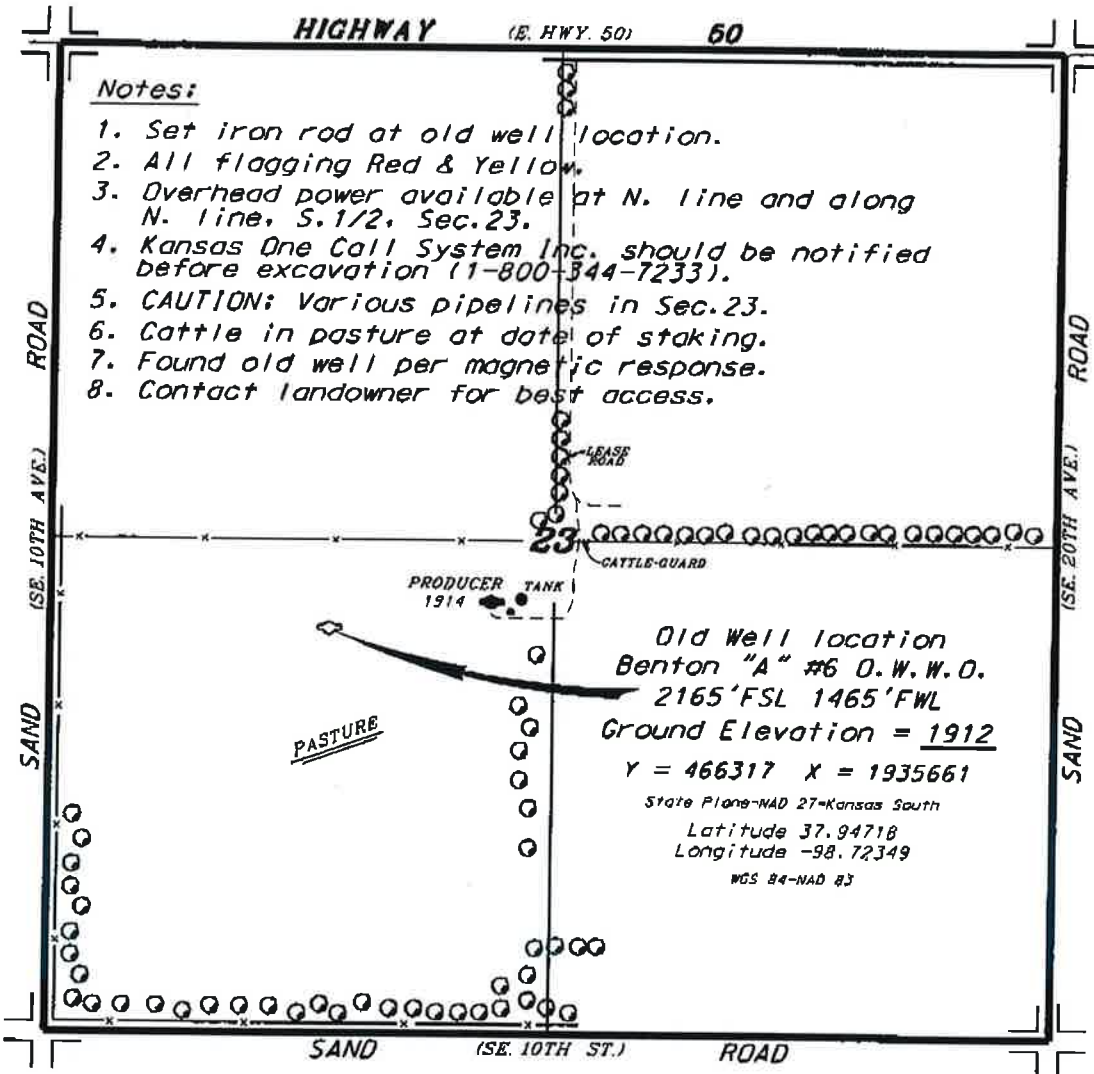 HIGHWAY (E. HWY. 50) 50
Notes:
1. Set iron rod at old well location.
2. All flagging Red & Yellow.
3. Overhead power available at N. line and along
N. line, S.1/2, Sec.23.
4. Kansas One Call System Inc. should be notified
before excavation (1-800-344-7233).
5. CAUTION: Various pipelines in Sec.23.
6. Cattle in pasture at date of staking.
7. Found old well per magnetic response.
8. Contact landowner for best access.
ROAD
(SE. 10TH AVE.)
SAND
ROAD
(SE. 20TH AVE.)
SAND
LEASE
ROAD
23
CATTLE-GUARD
PRODUCER
1914
TANK
Old Well location
Benton "A" #6 O.W.W.O.
2165'FSL 1465'FWL
Ground Elevation = 1912
Y = 466317 X = 1935661
State Plane-NAD 27-Kansas South
Latitude 37.94718
Longitude -98.72349
WGS 84-NAD 83
PASTURE
SAND (SE. 10TH ST.) ROAD